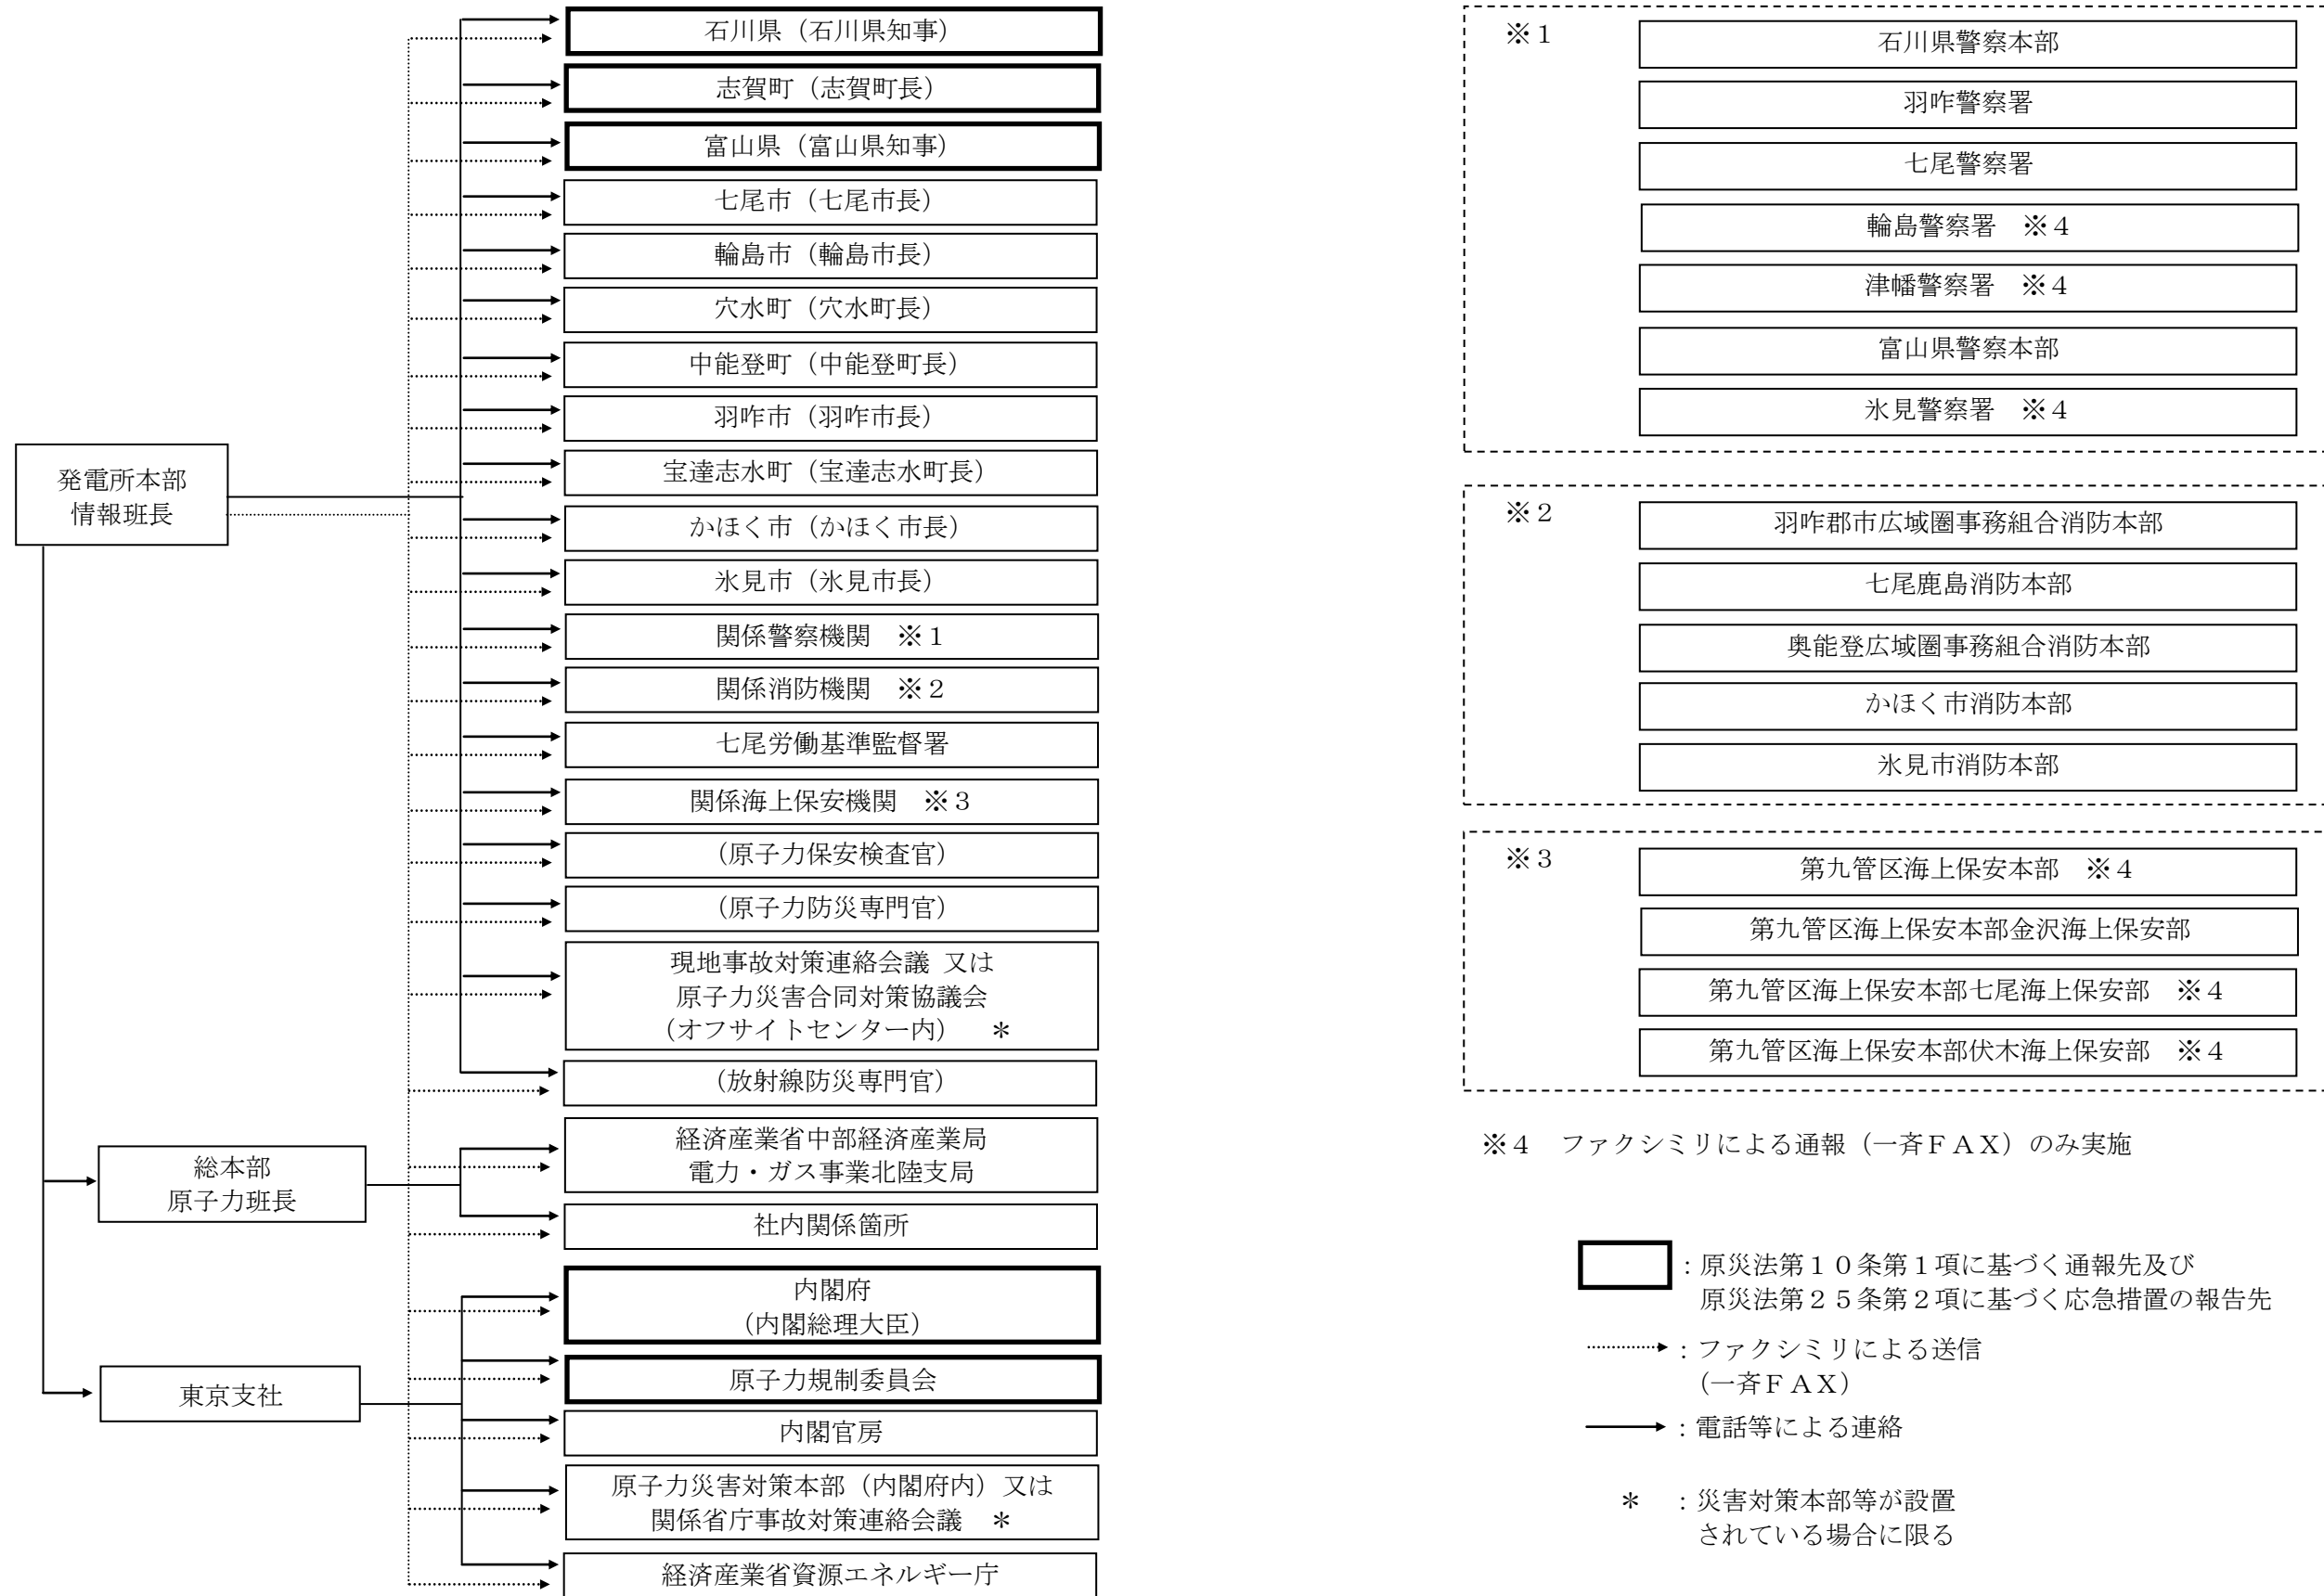 石川県（石川県知事）
志賀町（志賀町長）
富山県（富山県知事）
七尾市（七尾市長）
輪島市（輪島市長）
穴水町（穴水町長）
中能登町（中能登町長）
羽咋市（羽咋市長）
宝達志水町（宝達志水町長）
かほく市（かほく市長）
氷見市（氷見市長）
関係警察機関　※１
関係消防機関　※２
七尾労働基準監督署
関係海上保安機関　※３
（原子力保安検査官）
（原子力防災専門官）
現地事故対策連絡会議 又は
原子力災害合同対策協議会
（オフサイトセンター内）　＊
（放射線防災専門官）
発電所本部
情報班長
総本部
原子力班長
経済産業省中部経済産業局
電力・ガス事業北陸支局
社内関係箇所
東京支社
内閣府
（内閣総理大臣）
原子力規制委員会
内閣官房
原子力災害対策本部（内閣府内）又は
関係省庁事故対策連絡会議　＊
経済産業省資源エネルギー庁
※１
石川県警察本部
羽咋警察署
七尾警察署
輪島警察署　※４
津幡警察署　※４
富山県警察本部
氷見警察署　※４
※２
羽咋郡市広域圏事務組合消防本部
七尾鹿島消防本部
奥能登広域圏事務組合消防本部
かほく市消防本部
氷見市消防本部
※３
第九管区海上保安本部　※４
第九管区海上保安本部金沢海上保安部
第九管区海上保安本部七尾海上保安部　※４
第九管区海上保安本部伏木海上保安部　※４
※４　ファクシミリによる通報（一斉ＦＡＸ）のみ実施
：原災法第１０条第１項に基づく通報先及び
原災法第２５条第２項に基づく応急措置の報告先
：ファクシミリによる送信
（一斉ＦＡＸ）
：電話等による連絡
＊　：災害対策本部等が設置
されている場合に限る